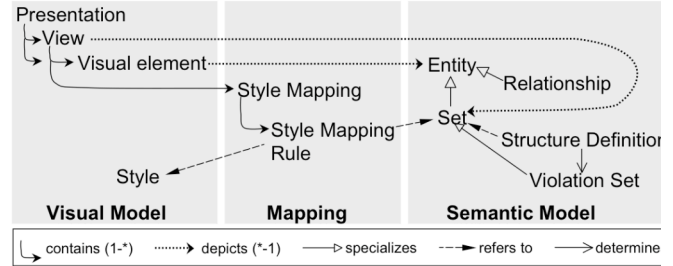 Presentation
View
Visual element
Entity
Relationship
Style Mapping
Set
Style Mapping
Rule
Structure Definition
Style
Violation Set
Visual Model
Mapping
Semantic Model
contains (1-*)
depicts (*-1)
specializes
refers to
determine